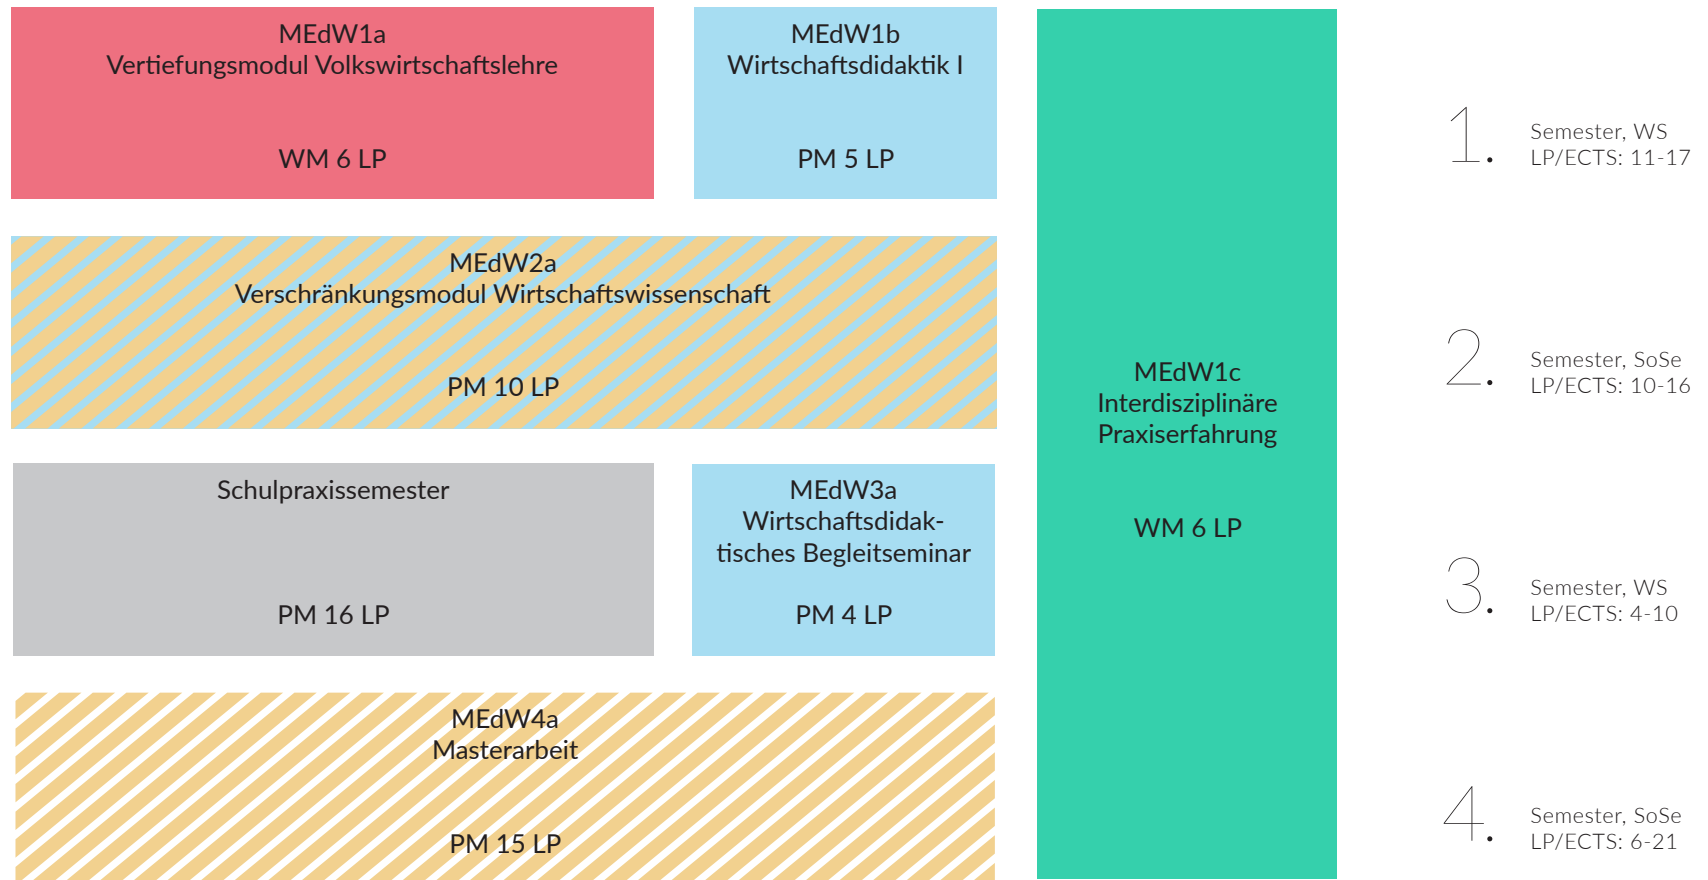 MEdW1a
Vertiefungsmodul Volkswirtschaftslehre
WM 6 LP
MEdW1b
Wirtschaftsdidaktik I
PM 5 LP
1.
Semester, WS
LP/ECTS: 11-17
MEdW2a
Verschränkungsmodul Wirtschaftswissenschaft
PM 10 LP
MEdW1c
Interdisziplinäre
Praxiserfahrung
WM 6 LP
2.
Semester, SoSe
LP/ECTS: 10-16
Schulpraxissemester
PM 16 LP
MEdW3a
Wirtschaftsdidak-
tisches Begleitseminar
PM 4 LP
3.
Semester, WS
LP/ECTS: 4-10
MEdW4a
Masterarbeit
PM 15 LP
4.
Semester, SoSe
LP/ECTS: 6-21